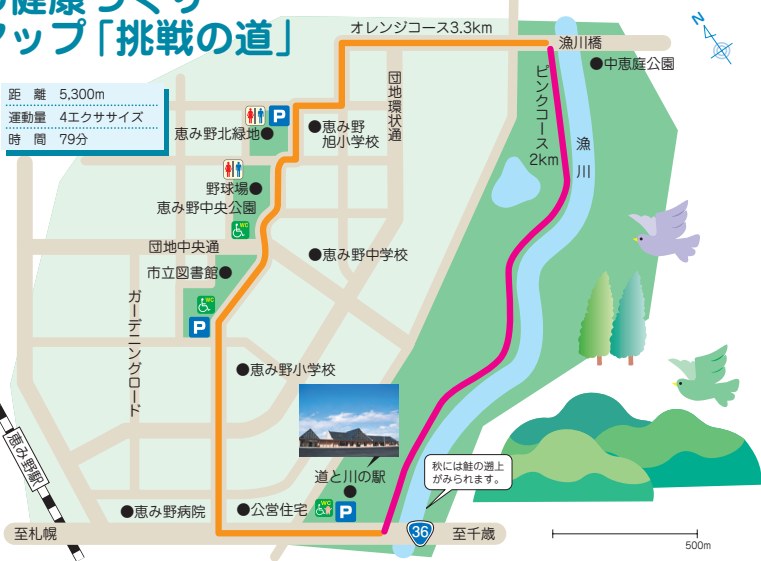 健康づくり
マップ「挑戦の道」
距離 5,300m
運動量 4エクササイズ
時間 79分
オレンジコース3.3km
漁川橋
N
●中恵庭公園
団地環状通
ピンクコース
2km
漁川
P
恵み野北緑地●
●恵み野
旭小学校
野球場●
恵み野中央公園
WC
団地中央通
●恵み野中学校
市立図書館●
WC
P
ガーデニングロード
●恵み野小学校
道と川の駅
●
秋には鮭の遡上
がみられます。
恵み野駅
●恵み野病院
●公営住宅
WC
P
至札幌
36
至千歳
500m